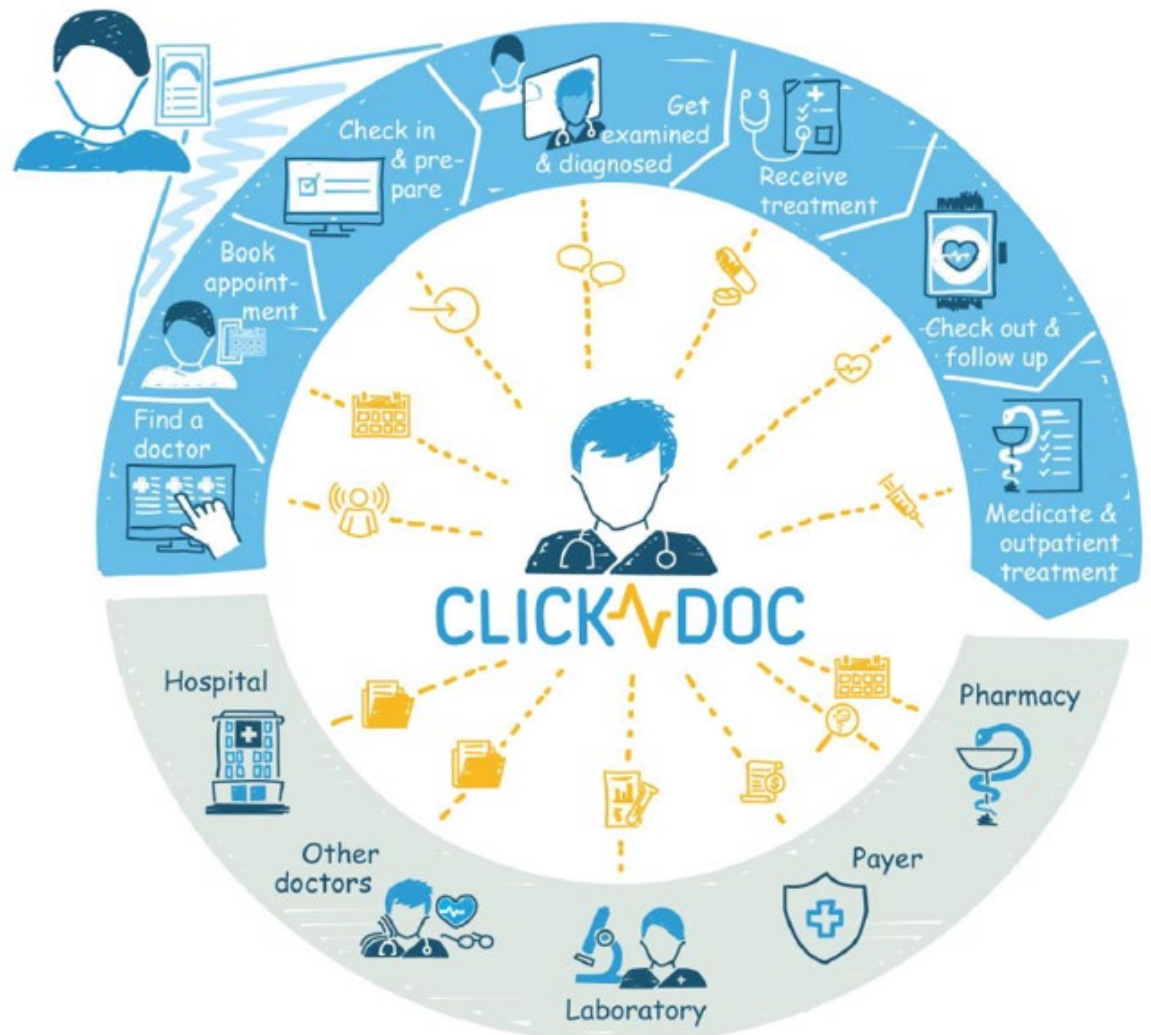 Find a
doctor
Book
appoint-
ment
Check in
& pre-
pare
Get
examined
& diagnosed
Receive
treatment
Check out &
follow up
Medicate &
outpatient
treatment
CLICK DOC
Hospital
Other
doctors
Laboratory
Payer
Pharmacy